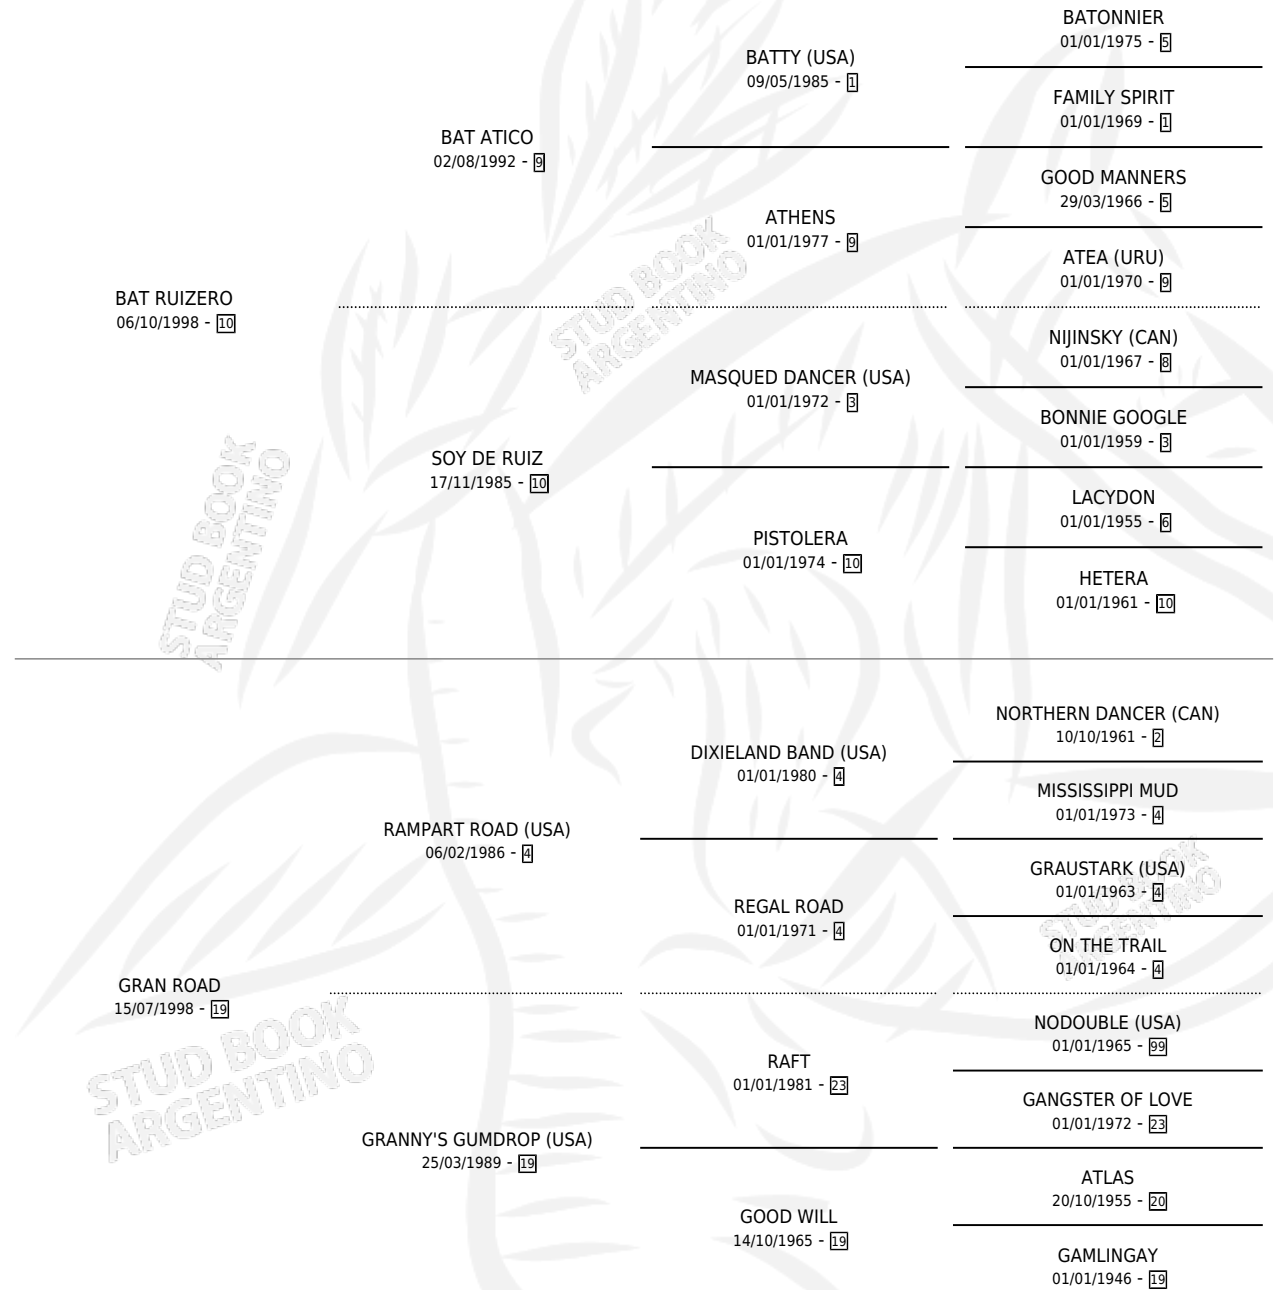 BATONNIER
01/01/1975 - 5
BATTY (USA)
09/05/1985 - 1
FAMILY SPIRIT
01/01/1969 - 1
BAT ATICO
02/08/1992 - 9
GOOD MANNERS
29/03/1966 - 5
ATHENS
01/01/1977 - 9
ATEA (URU)
01/01/1970 - 9
BAT RUIZERO
06/10/1998 - 10
NIJINSKY (CAN)
01/01/1967 - 8
MASQUED DANCER (USA)
01/01/1972 - 3
BONNIE GOOGLE
01/01/1959 - 3
SOY DE RUIZ
17/11/1985 - 10
LACYDON
01/01/1955 - 6
PISTOLERA
01/01/1974 - 10
HETERA
01/01/1961 - 10
STUD BOOK
ARGENTINO
STUD BOOK
ARGENTINO
NORTHERN DANCER (CAN)
10/10/1961 - 2
DIXIELAND BAND (USA)
01/01/1980 - 4
MISSISSIPPI MUD
01/01/1973 - 4
RAMPART ROAD (USA)
06/02/1986 - 4
GRAUSTARK (USA)
01/01/1963 - 4
REGAL ROAD
01/01/1971 - 4
ON THE TRAIL
01/01/1964 - 4
GRAN ROAD
15/07/1998 - 19
NODOUBLE (USA)
01/01/1965 - 99
RAFT
01/01/1981 - 23
GANGSTER OF LOVE
01/01/1972 - 23
GRANNY'S GUMDROP (USA)
25/03/1989 - 19
ATLAS
20/10/1955 - 20
GOOD WILL
14/10/1965 - 19
GAMLINGAY
01/01/1946 - 19
STUD BOOK
ARGENTINO
STUD BOOK
ARGENTINO